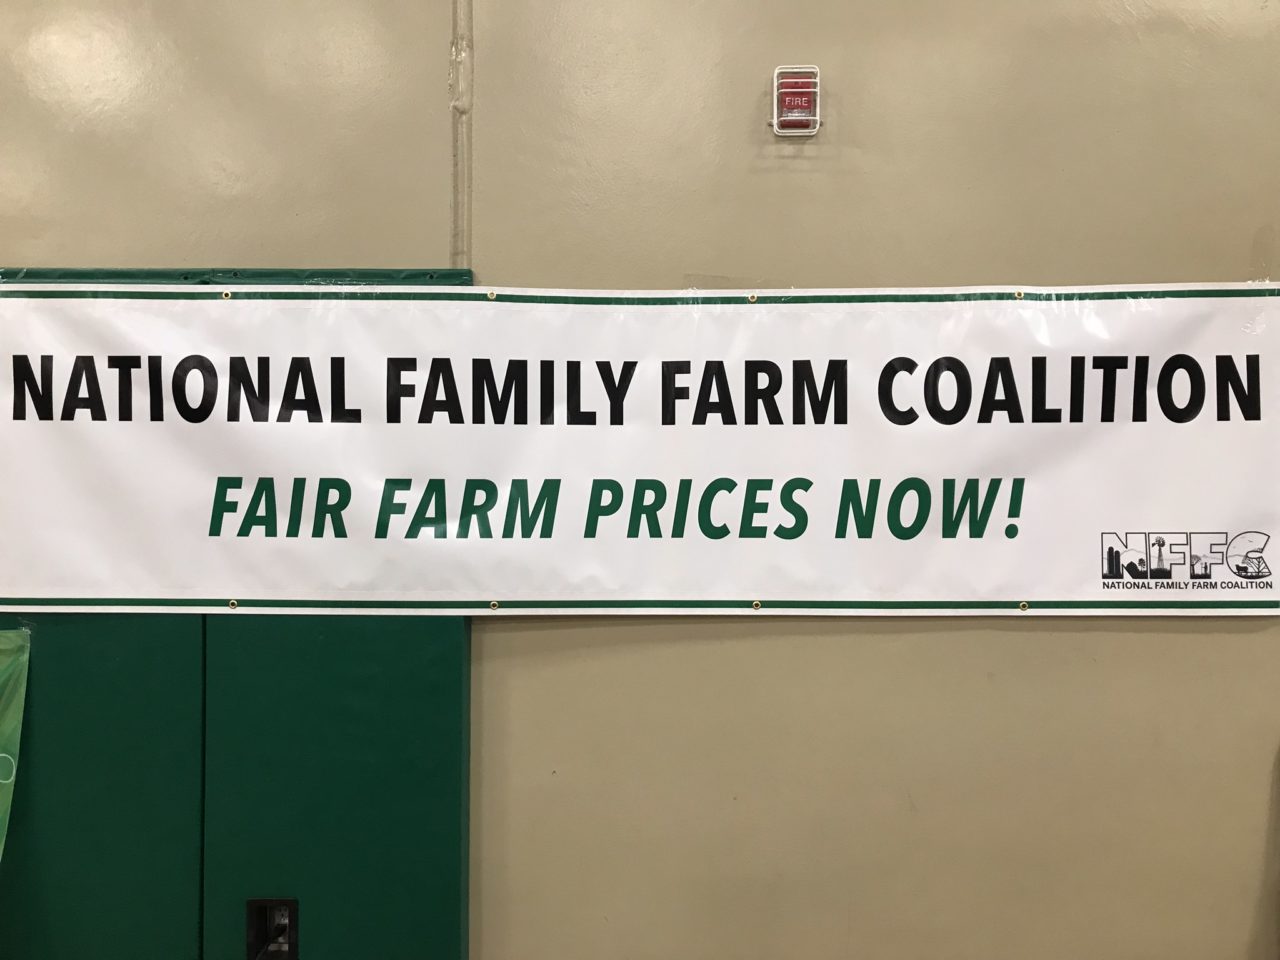 FIRE
NATIONAL FAMILY FARM COALITION
FAIR FARM PRICES NOW!
NFFC
NATIONAL FAMILY FARM COALITION